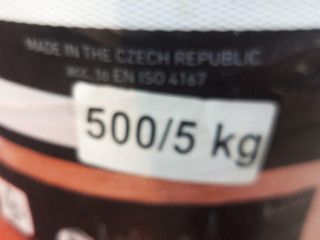 MADE IN THE CZECH REPUBLIC
acc. to EN ISO 4167
500/5 kg